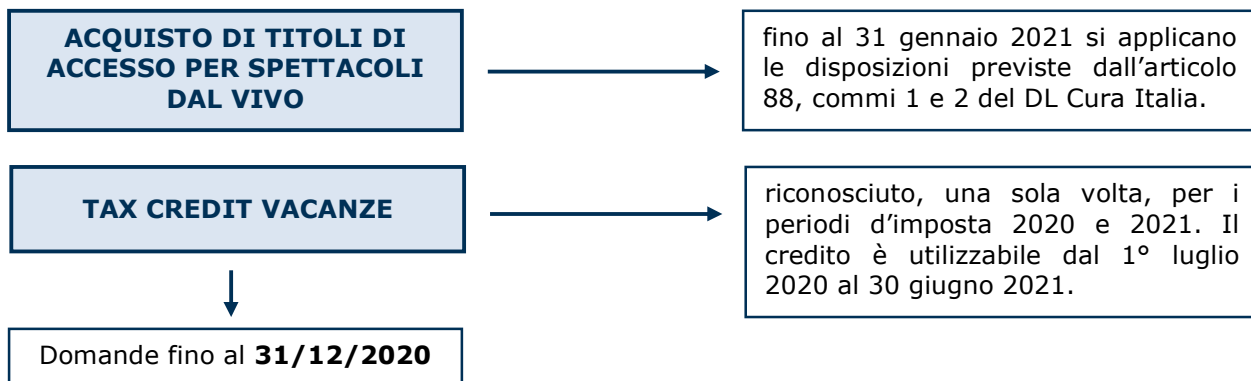 ACQUISTO DI TITOLI DI
ACCESSO PER SPETTACOLI
DAL VIVO
fino al 31 gennaio 2021 si applicano
le disposizioni previste dall’articolo
88, commi 1 e 2 del DL Cura Italia.
TAX CREDIT VACANZE
riconosciuto, una sola volta, per i
periodi d’imposta 2020 e 2021. Il
credito è utilizzabile dal 1° luglio
2020 al 30 giugno 2021.
Domande fino al 31/12/2020